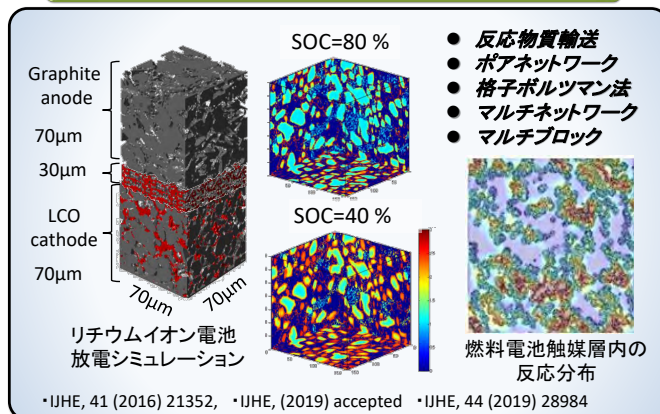 SOC=80 %
Graphite
anode
70μm
30μm
LCO
cathode
70μm
70μm
70μm
リチウムイオン電池
放電シミュレーション
SOC=40 %
● 反応物質輸送
● ポアネットワーク
● 格子ボルツマン法
● マルチネットワーク
● マルチブロック
燃料電池触媒層内の
反応分布
・IJHE, 41 (2016) 21352, ・IJHE, (2019) accepted ・IJHE, 44 (2019) 28984